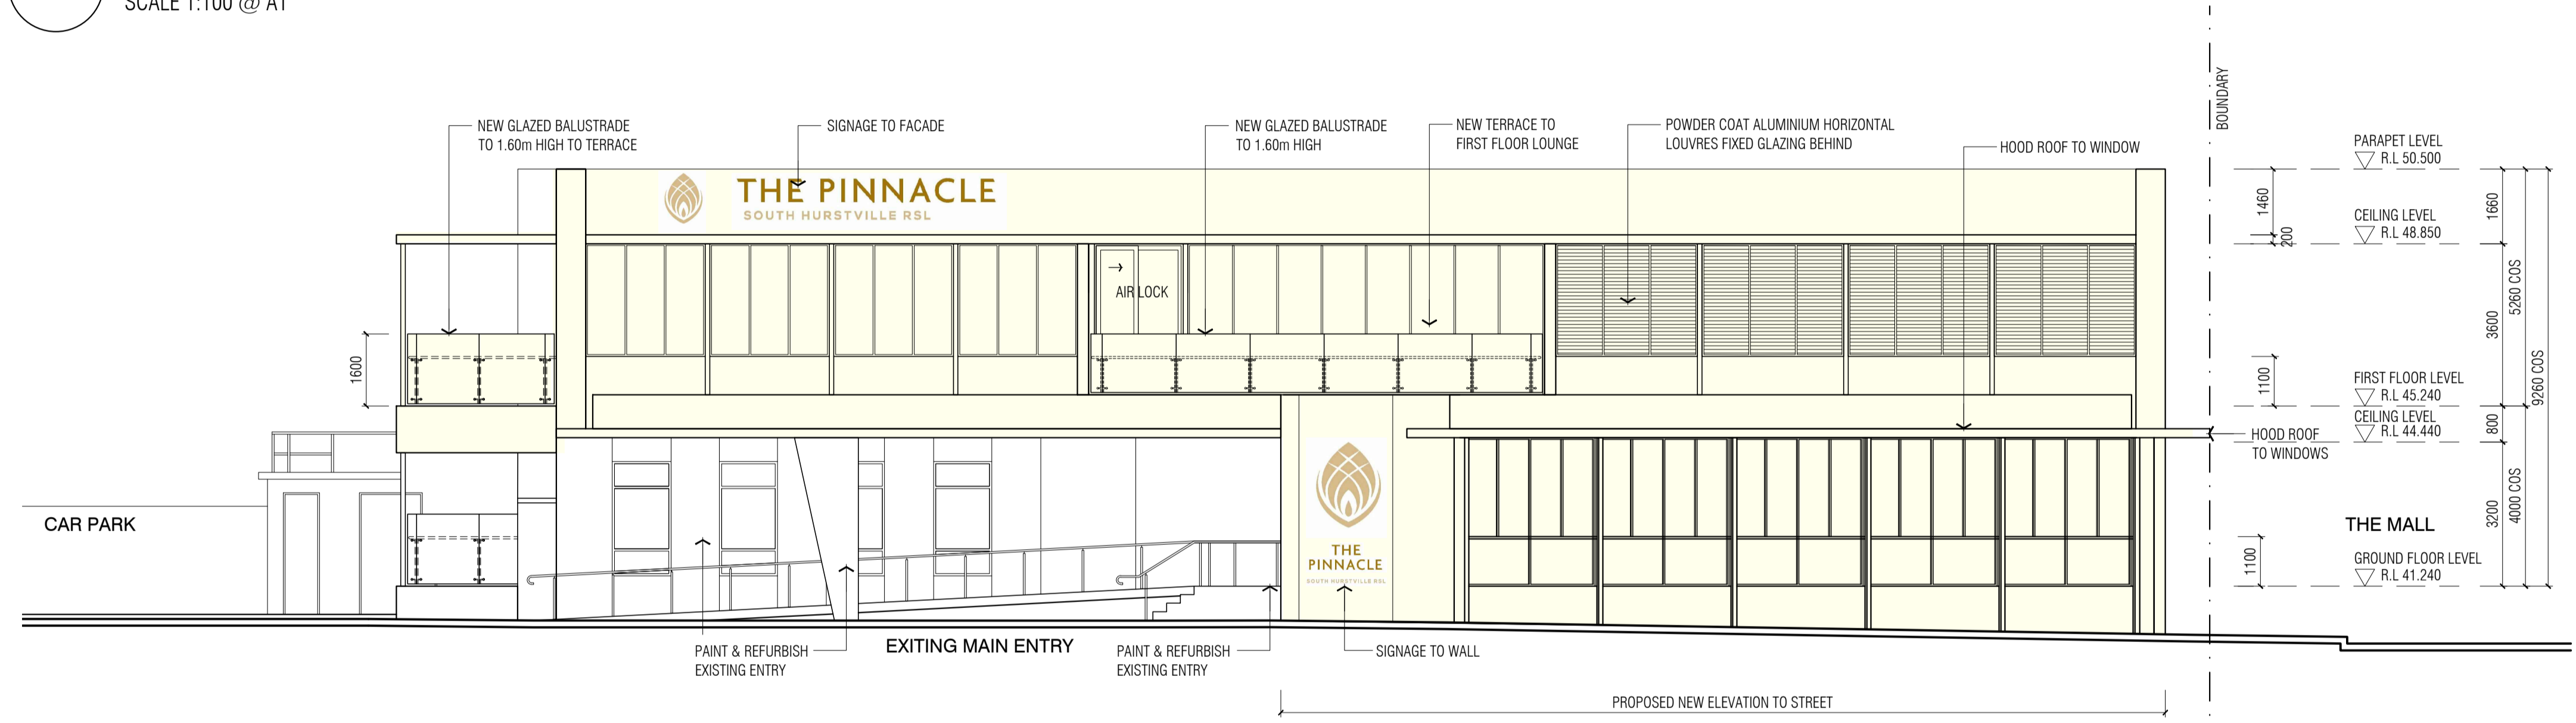 SCALE 1:100 @ A1
NEW GLAZED BALUSTRADE
TO 1.60m HIGH TO TERRACE
SIGNAGE TO FACADE
NEW GLAZED BALUSTRADE
TO 1.60m HIGH
NEW TERRACE TO
FIRST FLOOR LOUNGE
POWDER COAT ALUMINIUM HORIZONTAL
LOUVRES FIXED GLAZING BEHIND
HOOD ROOF TO WINDOW
BOUNDARY
PARAPET LEVEL
R.L 50.500
THE PINNACLE
SOUTH HURSTVILLE RSL
1460
200
CEILING LEVEL
R.L 48.850
1660
AIR LOCK
1600
3600
5260 COS
9260 COS
1100
FIRST FLOOR LEVEL
R.L 45.240
CEILING LEVEL
R.L 44.440
800
HOOD ROOF
TO WINDOWS
CAR PARK
THE MALL
3200
4000 COS
1100
GROUND FLOOR LEVEL
R.L 41.240
THE
PINNACLE
SOUTH HURSTVILLE RSL
PAINT & REFURBISH
EXISTING ENTRY
EXITING MAIN ENTRY
PAINT & REFURBISH
EXISTING ENTRY
SIGNAGE TO WALL
PROPOSED NEW ELEVATION TO STREET